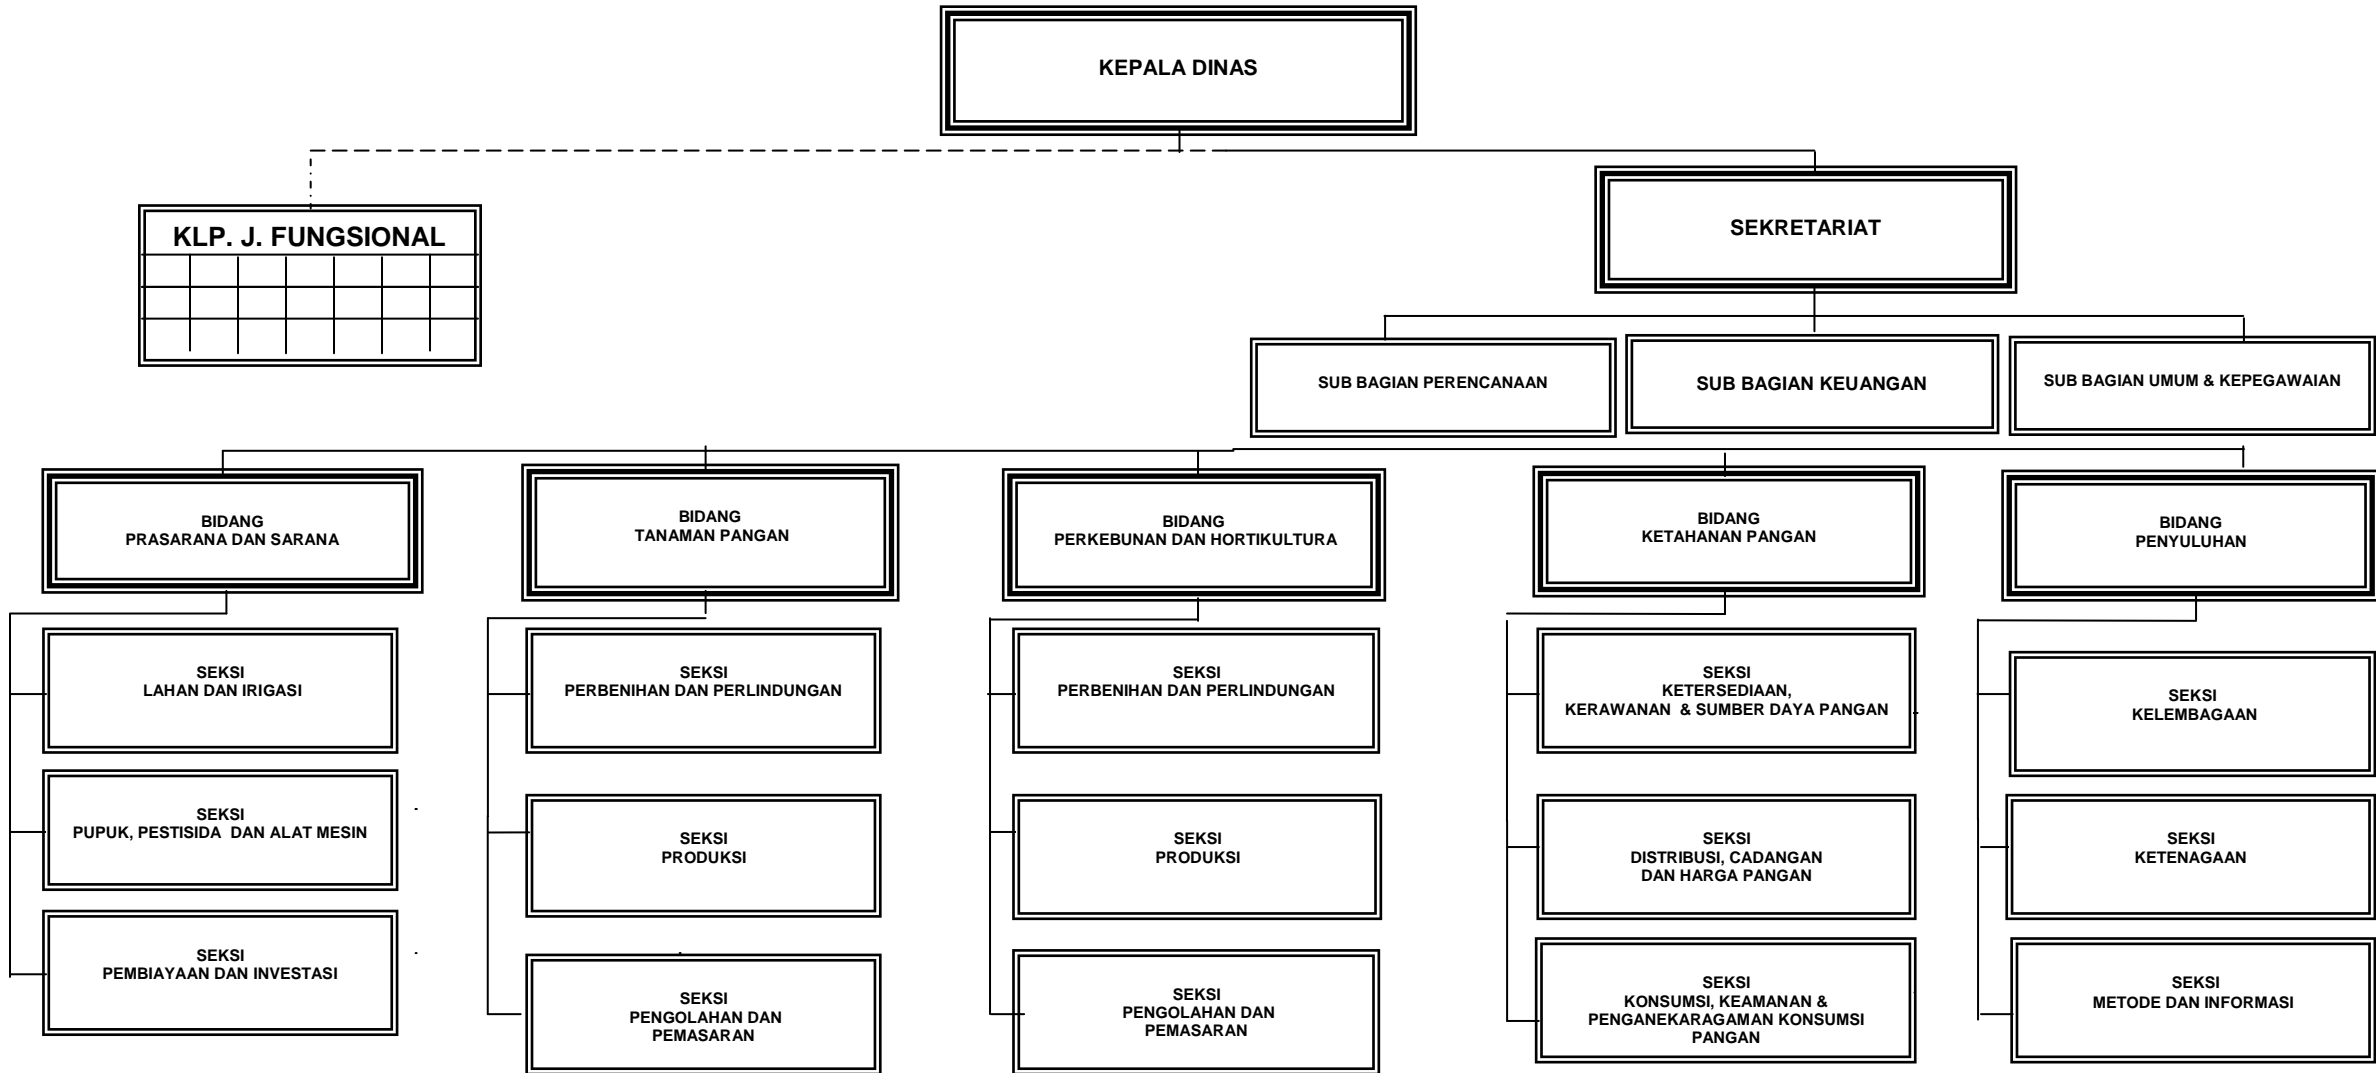 KEPALA DINAS
KLP. J. FUNGSIONAL
SEKRETARIAT
SUB BAGIAN PERENCANAAN
SUB BAGIAN KEUANGAN
SUB BAGIAN UMUM & KEPEGAWAIAN
BIDANG
PRASARANA DAN SARANA
BIDANG
TANAMAN PANGAN
BIDANG
PERKEBUNAN DAN HORTIKULTURA
BIDANG
KETAHANAN PANGAN
BIDANG
PENYULUHAN
SEKSI
LAHAN DAN IRIGASI
SEKSI
PERBENIHAN DAN PERLINDUNGAN
SEKSI
PERBENIHAN DAN PERLINDUNGAN
SEKSI
KETERSEDIAAN,
KERAWANAN & SUMBER DAYA PANGAN
SEKSI
KELEMBAGAAN
SEKSI
PUPUK, PESTISIDA DAN ALAT MESIN
SEKSI
PRODUKSI
SEKSI
PRODUKSI
SEKSI
DISTRIBUSI, CADANGAN
DAN HARGA PANGAN
SEKSI
KETENAGAAN
SEKSI
PEMBIAYAAN DAN INVESTASI
SEKSI
PENGOLAHAN DAN
PEMASARAN
SEKSI
PENGOLAHAN DAN
PEMASARAN
SEKSI
KONSUMSI, KEAMANAN &
PENGANEKARAGAMAN KONSUMSI
PANGAN
SEKSI
METODE DAN INFORMASI